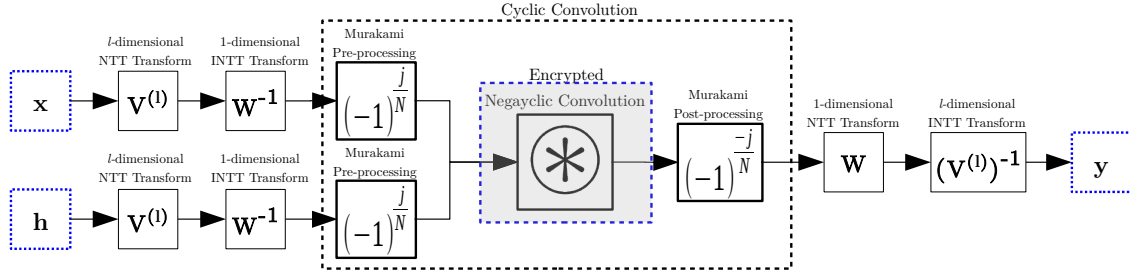 Cyclic Convolution
l-dimensional
NTT Transform
1-dimensional
INTT Transform
Murakami
Pre-processing
x
V^(l)
W^-1
(-1)^(j/N)
l-dimensional
NTT Transform
1-dimensional
INTT Transform
Murakami
Pre-processing
h
V^(l)
W^-1
(-1)^(j/N)
Encrypted
Negayclic Convolution
*
Murakami
Post-processing
(-1)^(-j/N)
1-dimensional
NTT Transform
W
l-dimensional
INTT Transform
(V^(l))^-1
y